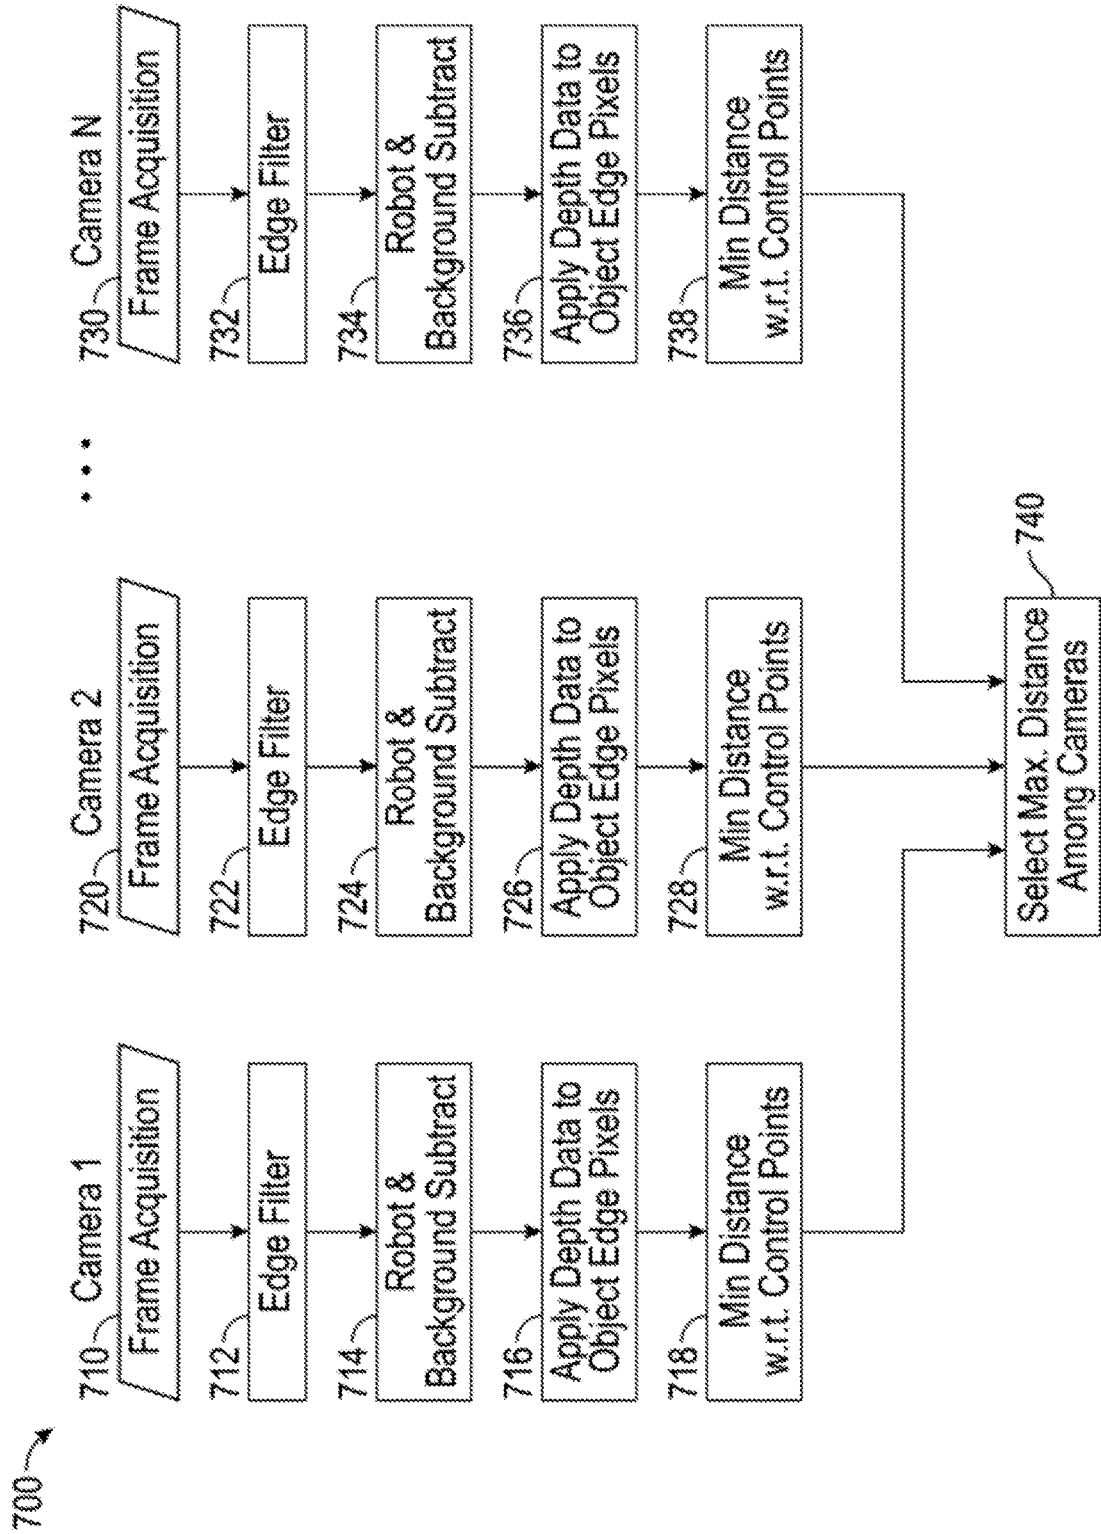 700
Camera 1
710
Frame Acquisition
712
Edge Filter
714
Robot &
Background Subtract
716
Apply Depth Data to
Object Edge Pixels
718
Min Distance
w.r.t. Control Points
Camera 2
720
Frame Acquisition
722
Edge Filter
724
Robot &
Background Subtract
726
Apply Depth Data to
Object Edge Pixels
728
Min Distance
w.r.t. Control Points
• • •
Camera N
730
Frame Acquisition
732
Edge Filter
734
Robot &
Background Subtract
736
Apply Depth Data to
Object Edge Pixels
738
Min Distance
w.r.t. Control Points
740
Select Max. Distance
Among Cameras